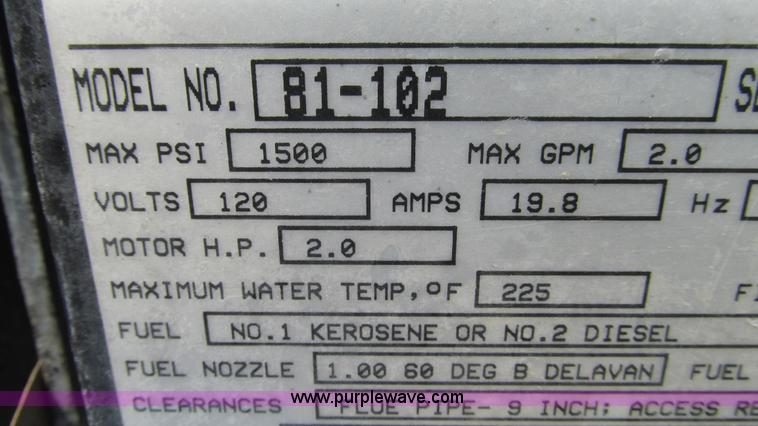 MODEL NO. 81-102
MAX PSI 1500 MAX GPM 2.0
VOLTS 120 AMPS 19.8 Hz
MOTOR H.P. 2.0
MAXIMUM WATER TEMP,°F 225
FUEL NO.1 KEROSENE OR NO.2 DIESEL
FUEL NOZZLE 1.00 60 DEG B DELAVAN FUEL
CLEARANCES FLUE PIPE- 9 INCH; ACCESS
www.purplewave.com